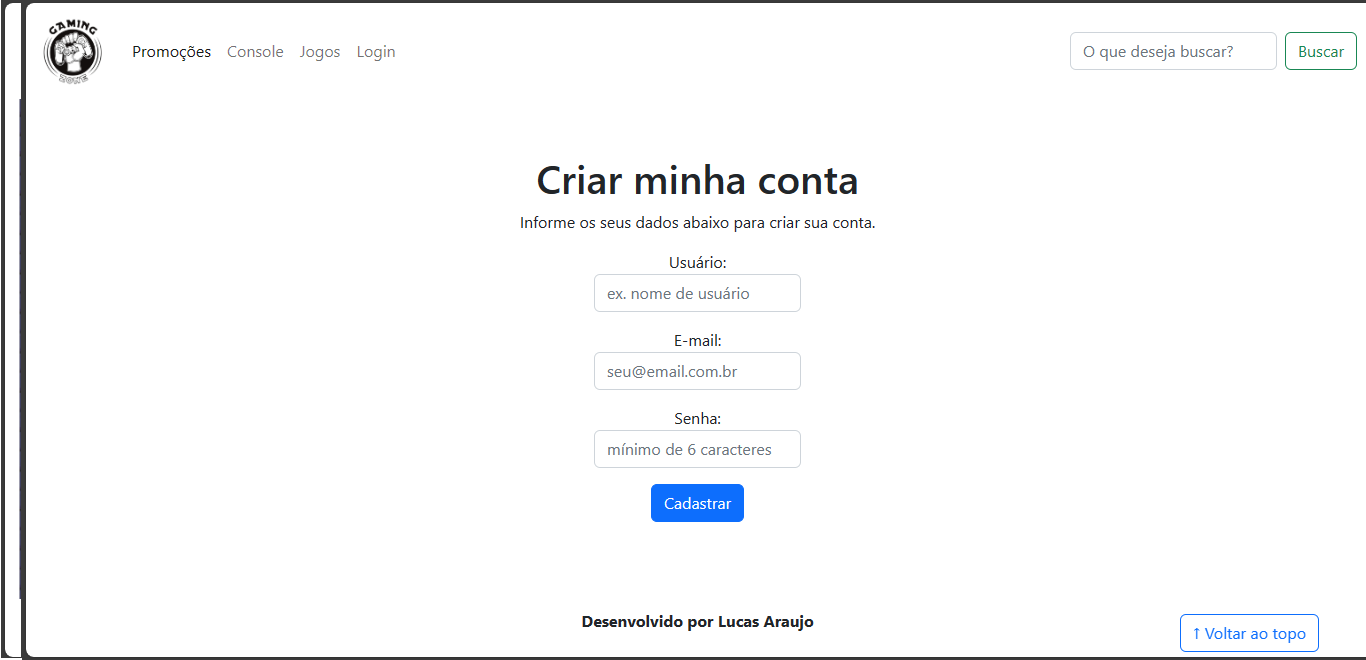 GAMING
ZONE
Promoções Console Jogos Login
O que deseja buscar? Buscar
Criar minha conta
Informe os seus dados abaixo para criar sua conta.
Usuário:
ex. nome de usuário
E-mail:
seu@email.com.br
Senha:
mínimo de 6 caracteres
Cadastrar
Desenvolvido por Lucas Araujo
↑ Voltar ao topo